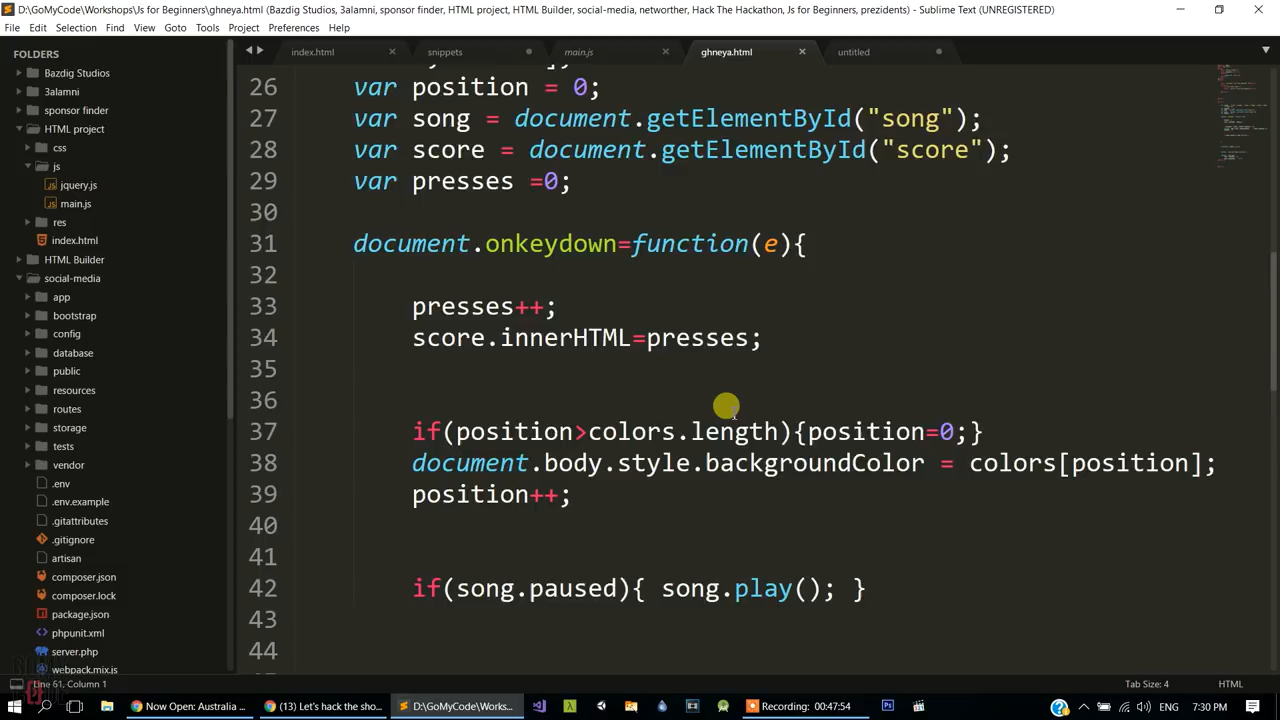 D:\GoMyCode\Workshops\Js for Beginners\ghneya.html (Bazdig Studios, 3alamni, sponsor finder, HTML project, HTML Builder, social-media, networther, Hack The Hackathon, Js for Beginners, prezidents) - Sublime Text (UNREGISTERED)
File Edit Selection Find View Goto Tools Project Preferences Help
FOLDERS
Bazdig Studios
3alamni
sponsor finder
HTML project
css
js
jquery.js
main.js
res
index.html
HTML Builder
social-media
app
bootstrap
config
database
public
resources
routes
storage
tests
vendor
.env
.env.example
.gitattributes
.gitignore
artisan
composer.json
composer.lock
package.json
phpunit.xml
server.php
webpack.mix.js
index.html snippets main.js ghneya.html untitled
26 var position = 0;
27 var song = document.getElementById("song");
28 var score = document.getElementById("score");
29 var presses =0;
30
31 document.onkeydown=function(e){
32
33 presses++;
34 score.innerHTML=presses;
35
36
37 if(position>colors.length){position=0;}
38 document.body.style.backgroundColor = colors[position];
39 position++;
40
41
42 if(song.paused){ song.play(); }
43
44
Line 61, Column 1 Tab Size: 4 HTML
Now Open: Australia ... (13) Let's hack the sho... D:\GoMyCode\Works... Recording: 00:47:54 7:30 PM